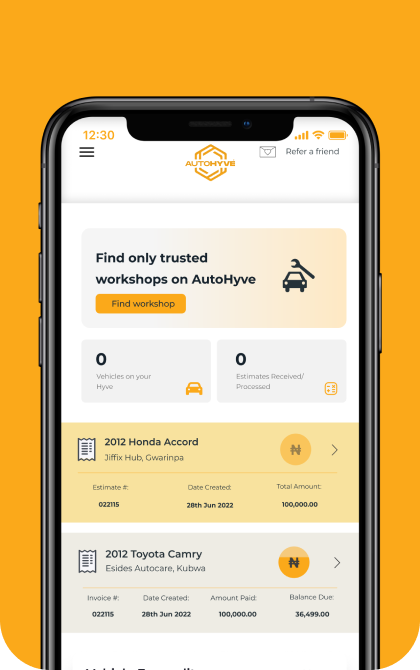 12:30
AUTOHYVE
Refer a friend
Find only trusted
workshops on AutoHyve
Find workshop
0
Vehicles on your
Hyve
0
Estimates Received/
Processed
2012 Honda Accord
Jiffix Hub, Gwarinpa
₦
Estimate #: Date Created: Total Amount:
022115 28th Jun 2022 100,000.00
2012 Toyota Camry
Esides Autocare, Kubwa
₦
Invoice #: Date Created: Amount Paid: Balance Due:
022115 28th Jun 2022 100,000.00 36,499.00